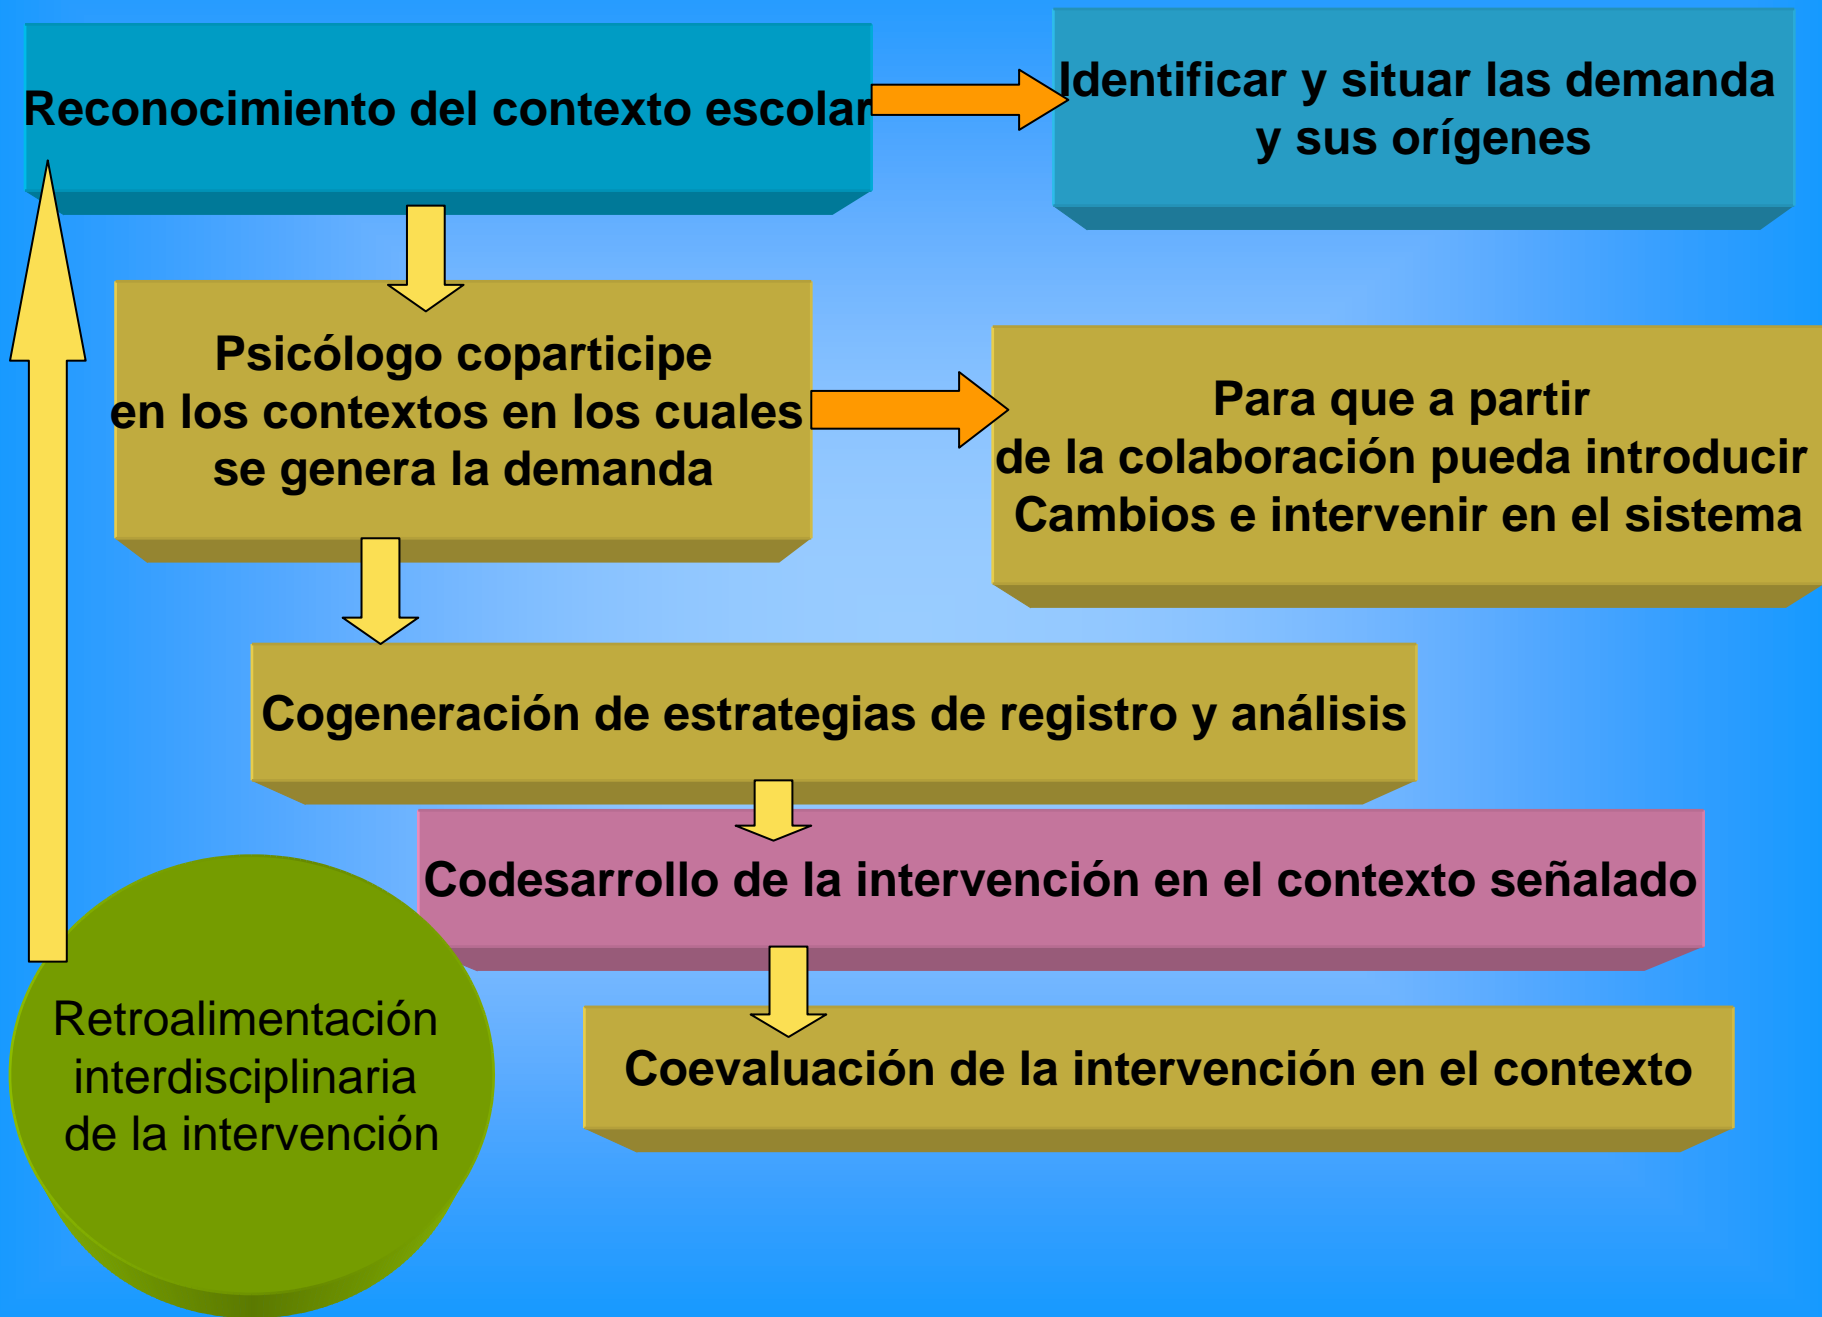 Reconocimiento del contexto escolar
Identificar y situar las demanda
y sus orígenes
Psicólogo coparticipe
en los contextos en los cuales
se genera la demanda
Para que a partir
de la colaboración pueda introducir
Cambios e intervenir en el sistema
Cogeneración de estrategias de registro y análisis
Codesarrollo de la intervención en el contexto señalado
Coevaluación de la intervención en el contexto
Retroalimentación
interdisciplinaria
de la intervención